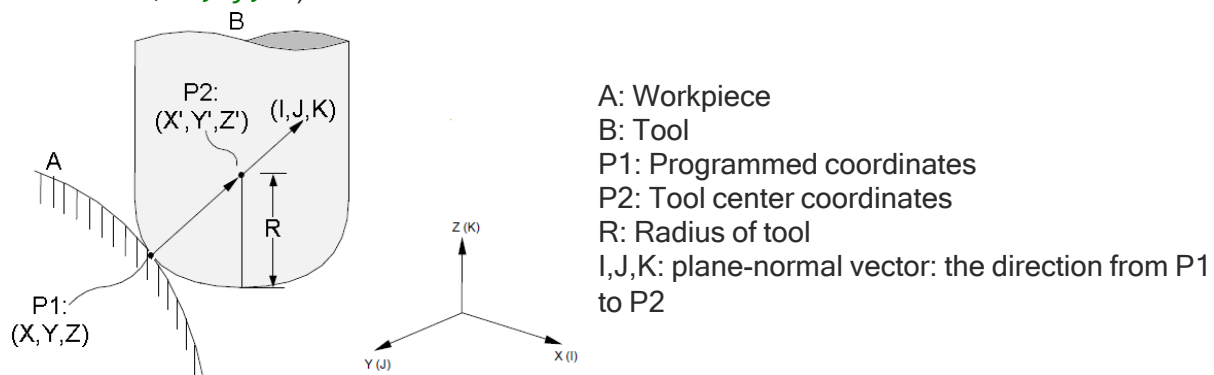 B
P2:
(X',Y',Z')
(I,J,K)
A
R
P1:
(X,Y,Z)
Z (K)
Y (J)
X (I)
A: Workpiece
B: Tool
P1: Programmed coordinates
P2: Tool center coordinates
R: Radius of tool
I,J,K: plane-normal vector: the direction from P1
to P2